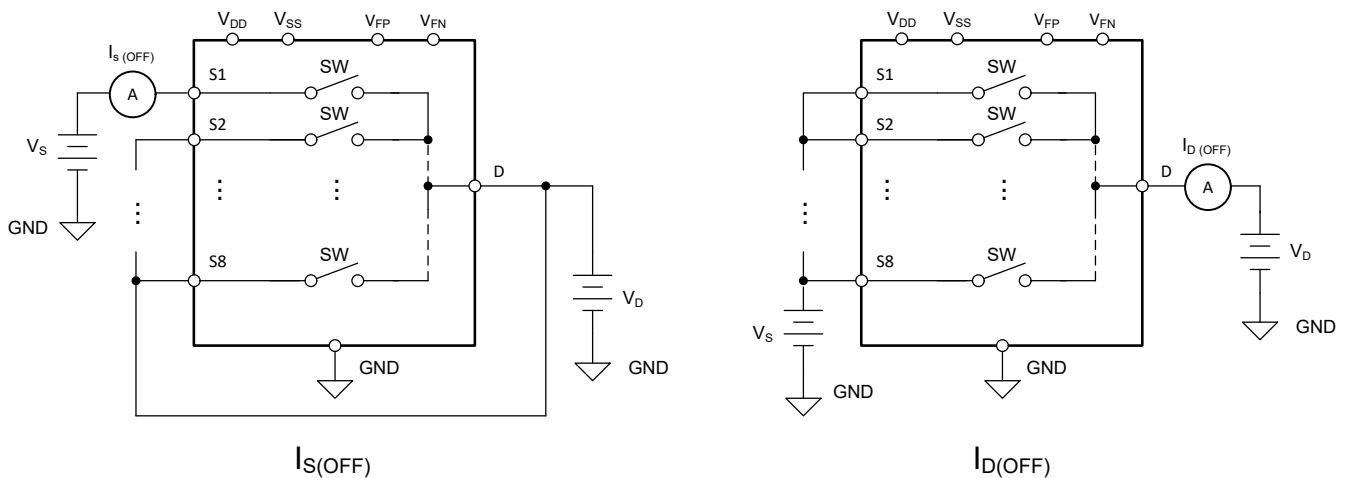 VDD VSS VFP VFN
Is (OFF)
A
S1
SW
S2
SW
VS
D
⋮
⋮
⋮
GND
S8
SW
VD
GND
GND
IS(OFF)
VDD VSS VFP VFN
S1
SW
S2
SW
ID (OFF)
D
A
⋮
⋮
⋮
S8
SW
VD
VS
GND
GND
GND
ID(OFF)